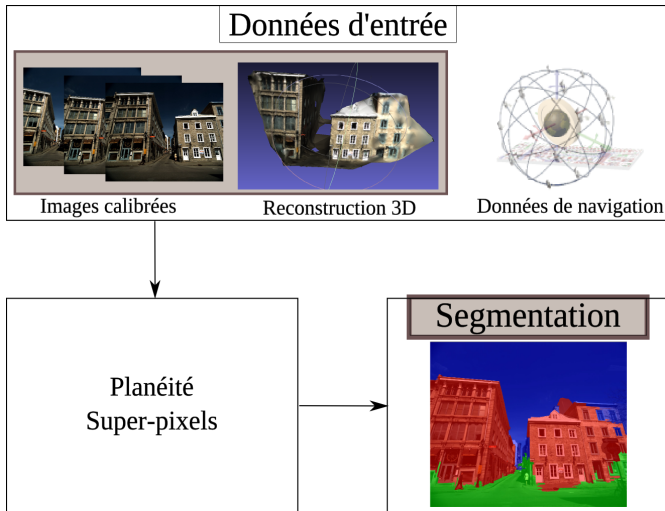 Données d'entrée
Images calibrées
Reconstruction 3D
Données de navigation
Planéité
Super-pixels
Segmentation